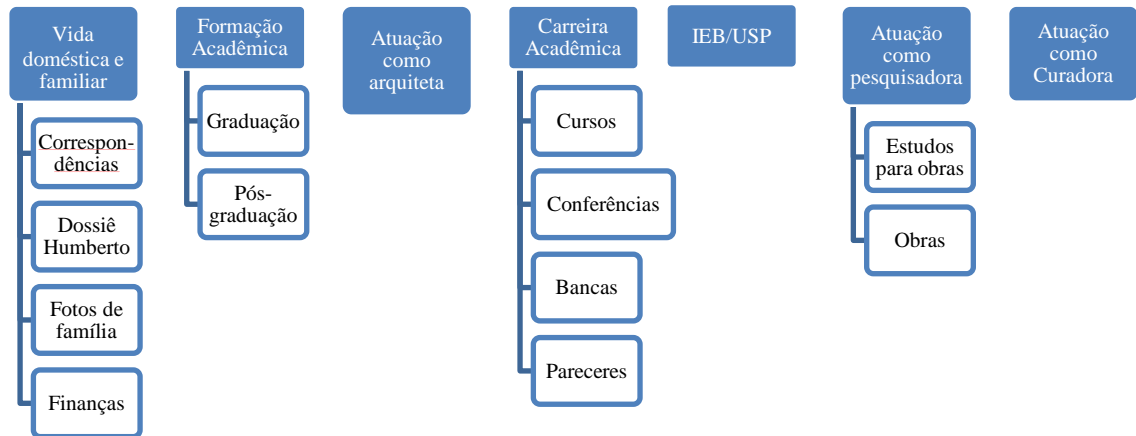 Vida
doméstica e
familiar
Correspon-
dências
Dossiê
Humberto
Fotos de
família
Finanças
Formação
Acadêmica
Graduação
Pós-
graduação
Atuação
como
arquiteta
Carreira
Acadêmica
Cursos
Conferências
Bancas
Pareceres
IEB/USP
Atuação
como
pesquisadora
Estudos
para obras
Obras
Atuação
como
Curadora